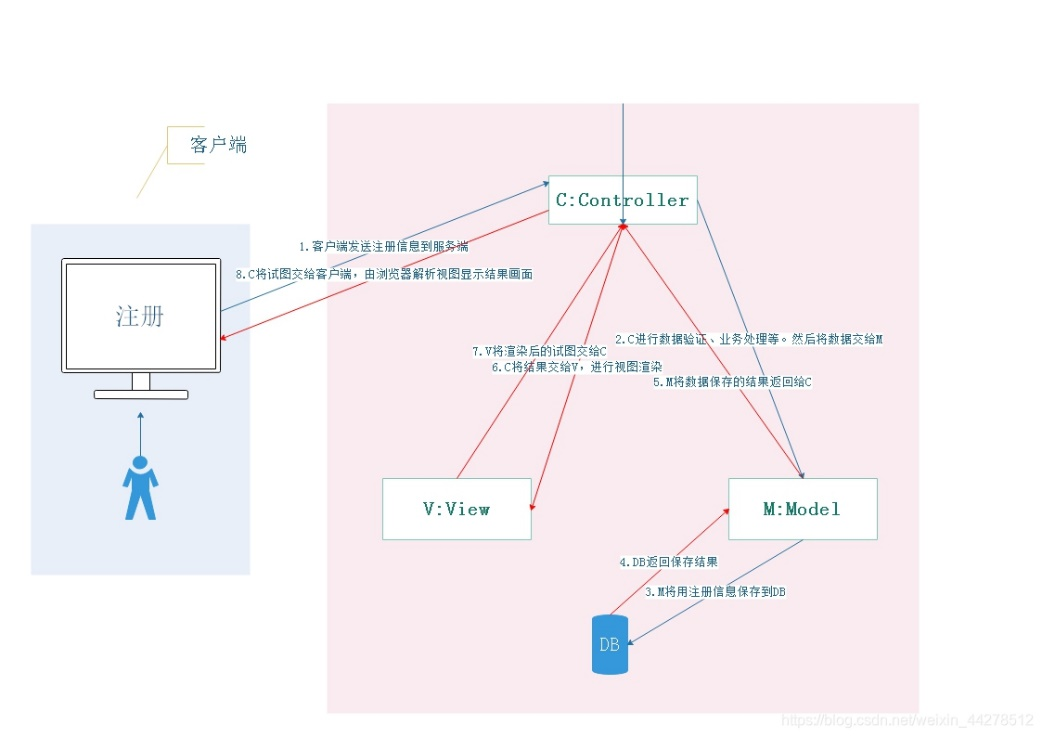 客户端
C:Controller
1.客户端发送注册信息到服务端
8.C将试图交给客户端，由浏览器解析视图显示结果画面
注册
2.C进行数据验证、业务处理等。然后将数据交给M
7.V将渲染后的试图交给C
6.C将结果交给V，进行视图渲染
5.M将数据保存的结果返回给C
V:View
M:Model
4.DB返回保存结果
3.M将用注册信息保存到DB
DB
https://blog.csdn.net/weixin_44278512